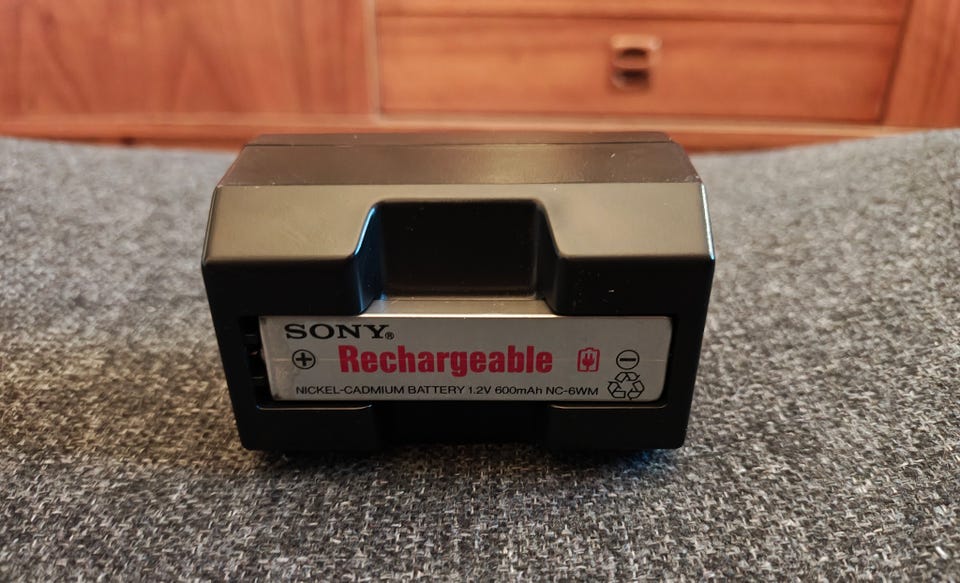 SONY®
Rechargeable
NICKEL-CADMIUM BATTERY 1.2V 600mAh NC-6WM